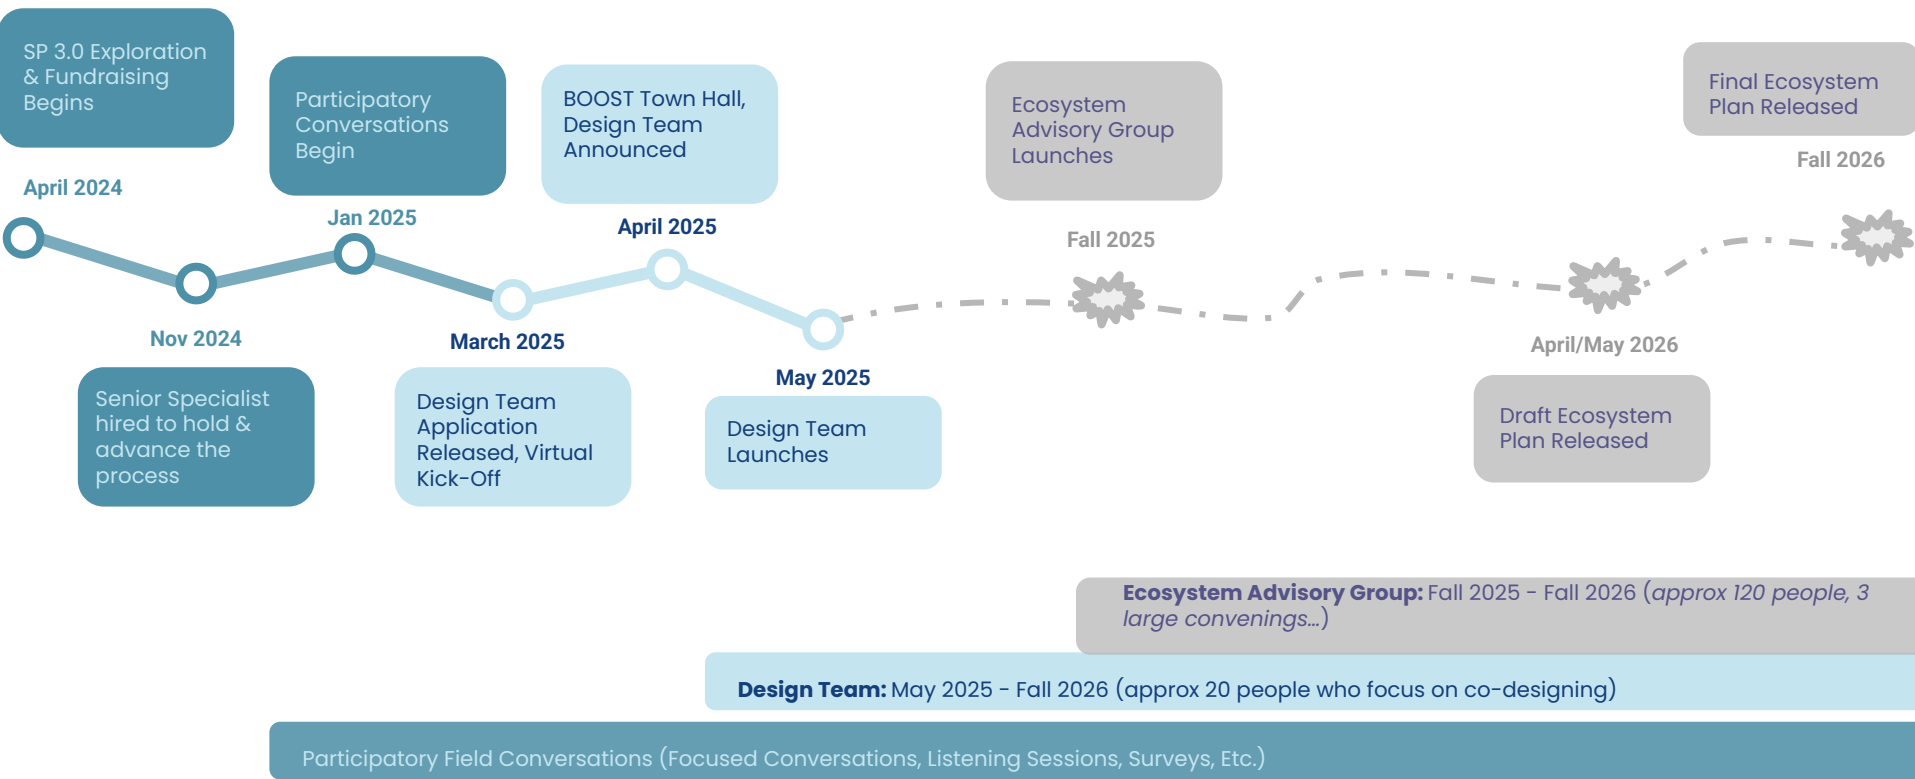 SP 3.0 Exploration
& Fundraising
Begins
April 2024
Nov 2024
Senior Specialist
hired to hold &
advance the
process
Participatory
Conversations
Begin
Jan 2025
March 2025
Design Team
Application
Released, Virtual
Kick-Off
BOOST Town Hall,
Design Team
Announced
April 2025
May 2025
Design Team
Launches
Ecosystem
Advisory Group
Launches
Fall 2025
April/May 2026
Draft Ecosystem
Plan Released
Final Ecosystem
Plan Released
Fall 2026
Ecosystem Advisory Group: Fall 2025 - Fall 2026 (approx 120 people, 3
large convenings...)
Design Team: May 2025 - Fall 2026 (approx 20 people who focus on co-designing)
Participatory Field Conversations (Focused Conversations, Listening Sessions, Surveys, Etc.)